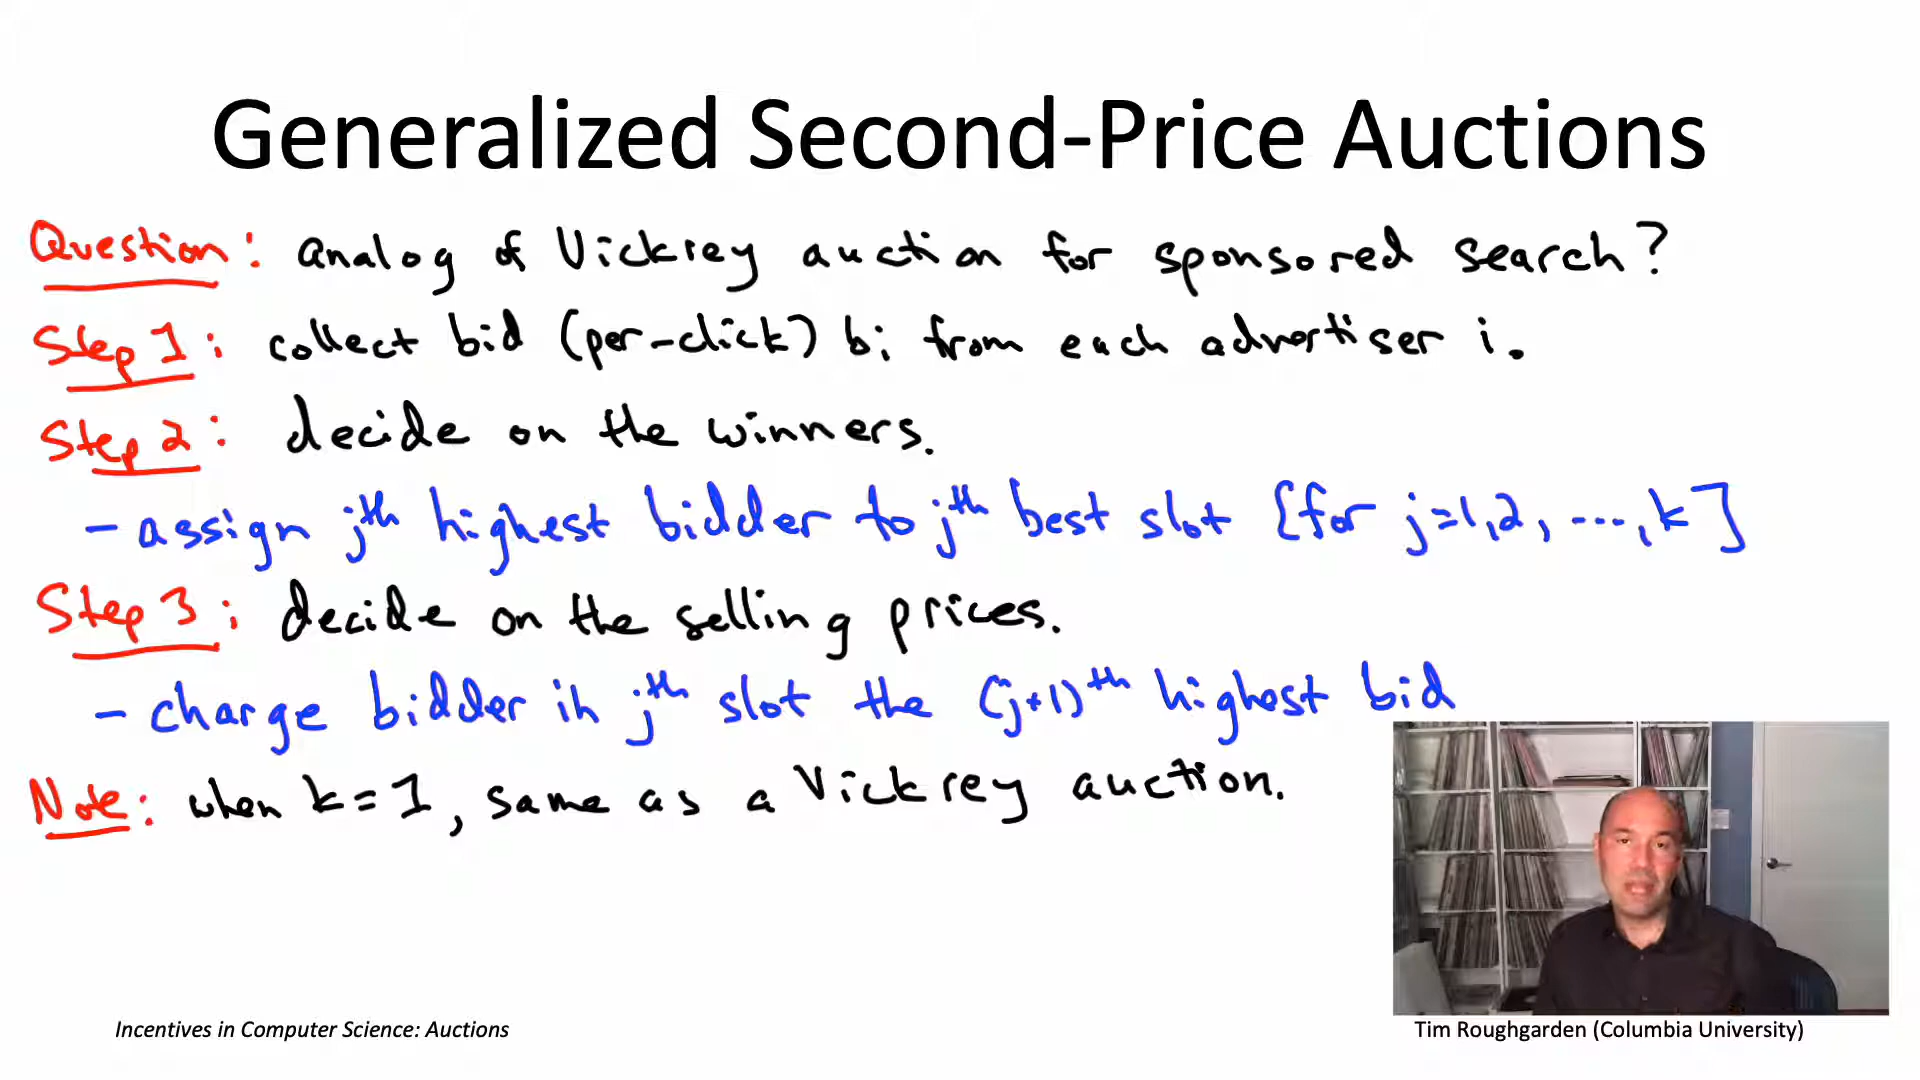 Generalized Second-Price Auctions
Question: analog of Vickrey auction for sponsored search?
Step 1: collect bid (per-click) bi from each advertiser i.
Step 2: decide on the winners.
- assign jth highest bidder to jth best slot [for j=1,2, ..., k]
Step 3: decide on the selling prices.
- charge bidder in jth slot the (j+1)th highest bid
Note: when k=1, same as a Vickrey auction.
Incentives in Computer Science: Auctions
Tim Roughgarden (Columbia University)